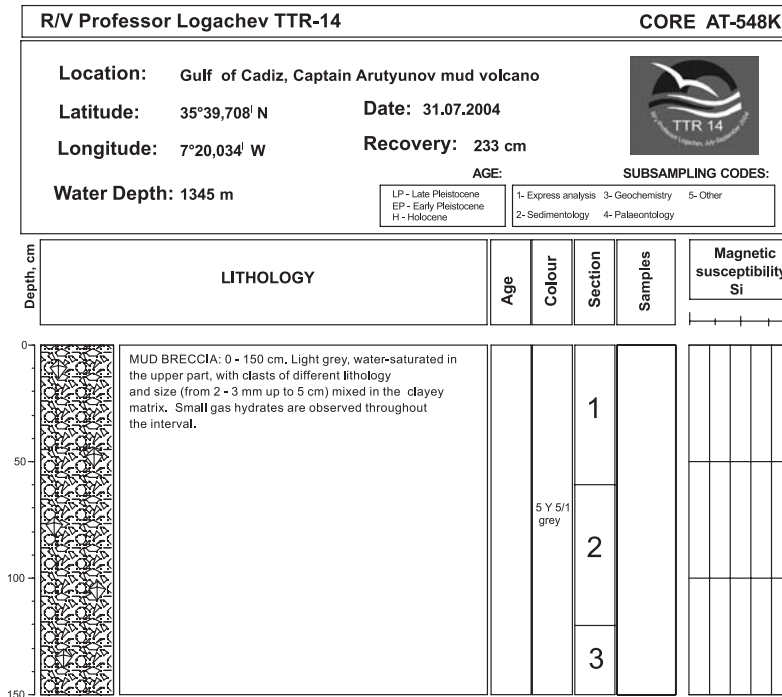 R/V Professor Logachev TTR-14
CORE AT-548K
Location: Gulf of Cadiz, Captain Arutyunov mud volcano
Latitude: 35°39,708ˡ N
Date: 31.07.2004
Longitude: 7°20,034ˡ W
Recovery: 233 cm
Water Depth: 1345 m
TTR 14
AGE:
LP - Late Pleistocene
EP - Early Pleistocene
H - Holocene
SUBSAMPLING CODES:
1- Express analysis 3- Geochemistry 5- Other
2- Sedimentology 4- Palaeontology
Depth, cm
LITHOLOGY
Age
Colour
Section
Samples
Magnetic
susceptibility
Si
0
MUD BRECCIA: 0 - 150 cm. Light grey, water-saturated in
the upper part, with clasts of different lithology
and size (from 2 - 3 mm up to 5 cm) mixed in the clayey
matrix. Small gas hydrates are observed throughout
the interval.
1
50
5 Y 5/1
grey
2
100
3
150